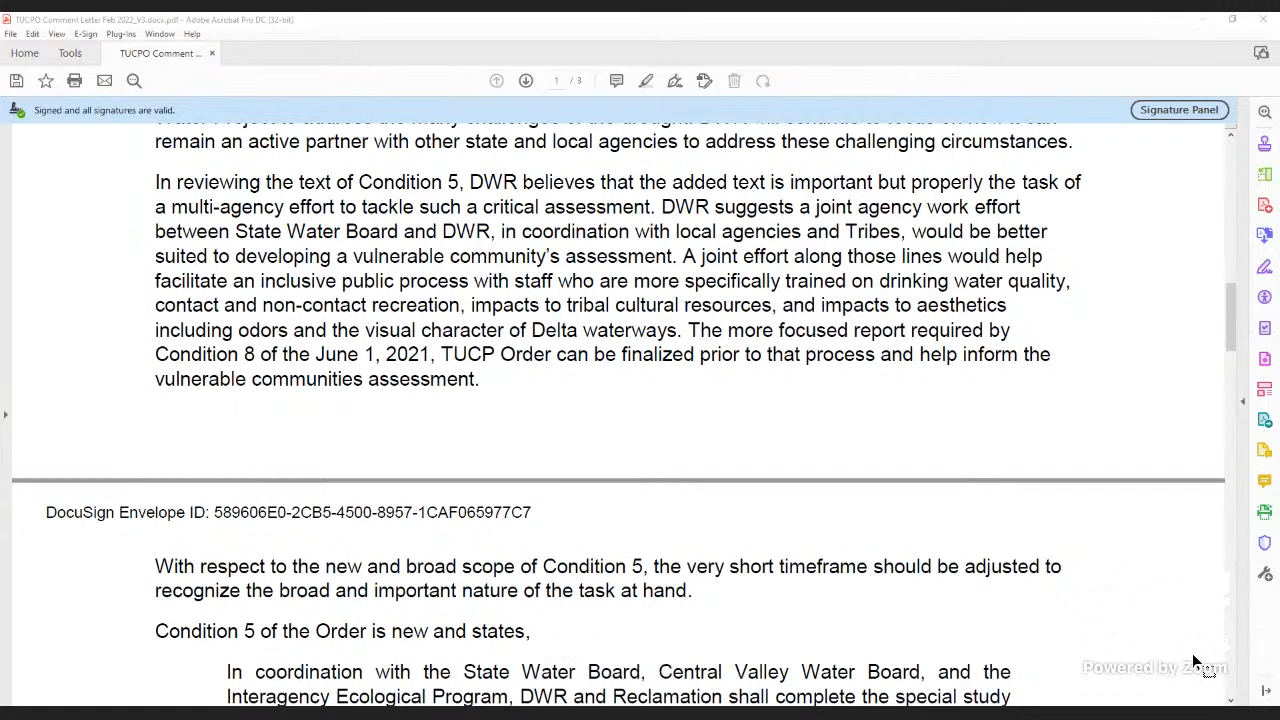 TUCPO Comment Letter Feb 2022_V3.docx.pdf - Adobe Acrobat Pro DC (32-bit)
File Edit View E-Sign Plug-Ins Window Help
Home Tools TUCPO Comment ... ×
1 / 3
Signed and all signatures are valid. Signature Panel
remain an active partner with other state and local agencies to address these challenging circumstances.
In reviewing the text of Condition 5, DWR believes that the added text is important but properly the task of
a multi-agency effort to tackle such a critical assessment. DWR suggests a joint agency work effort
between State Water Board and DWR, in coordination with local agencies and Tribes, would be better
suited to developing a vulnerable community's assessment. A joint effort along those lines would help
facilitate an inclusive public process with staff who are more specifically trained on drinking water quality,
contact and non-contact recreation, impacts to tribal cultural resources, and impacts to aesthetics
including odors and the visual character of Delta waterways. The more focused report required by
Condition 8 of the June 1, 2021, TUCP Order can be finalized prior to that process and help inform the
vulnerable communities assessment.
DocuSign Envelope ID: 589606E0-2CB5-4500-8957-1CAF065977C7
With respect to the new and broad scope of Condition 5, the very short timeframe should be adjusted to
recognize the broad and important nature of the task at hand.
Condition 5 of the Order is new and states,
In coordination with the State Water Board, Central Valley Water Board, and the
Interagency Ecological Program, DWR and Reclamation shall complete the special study
Powered by Zoom